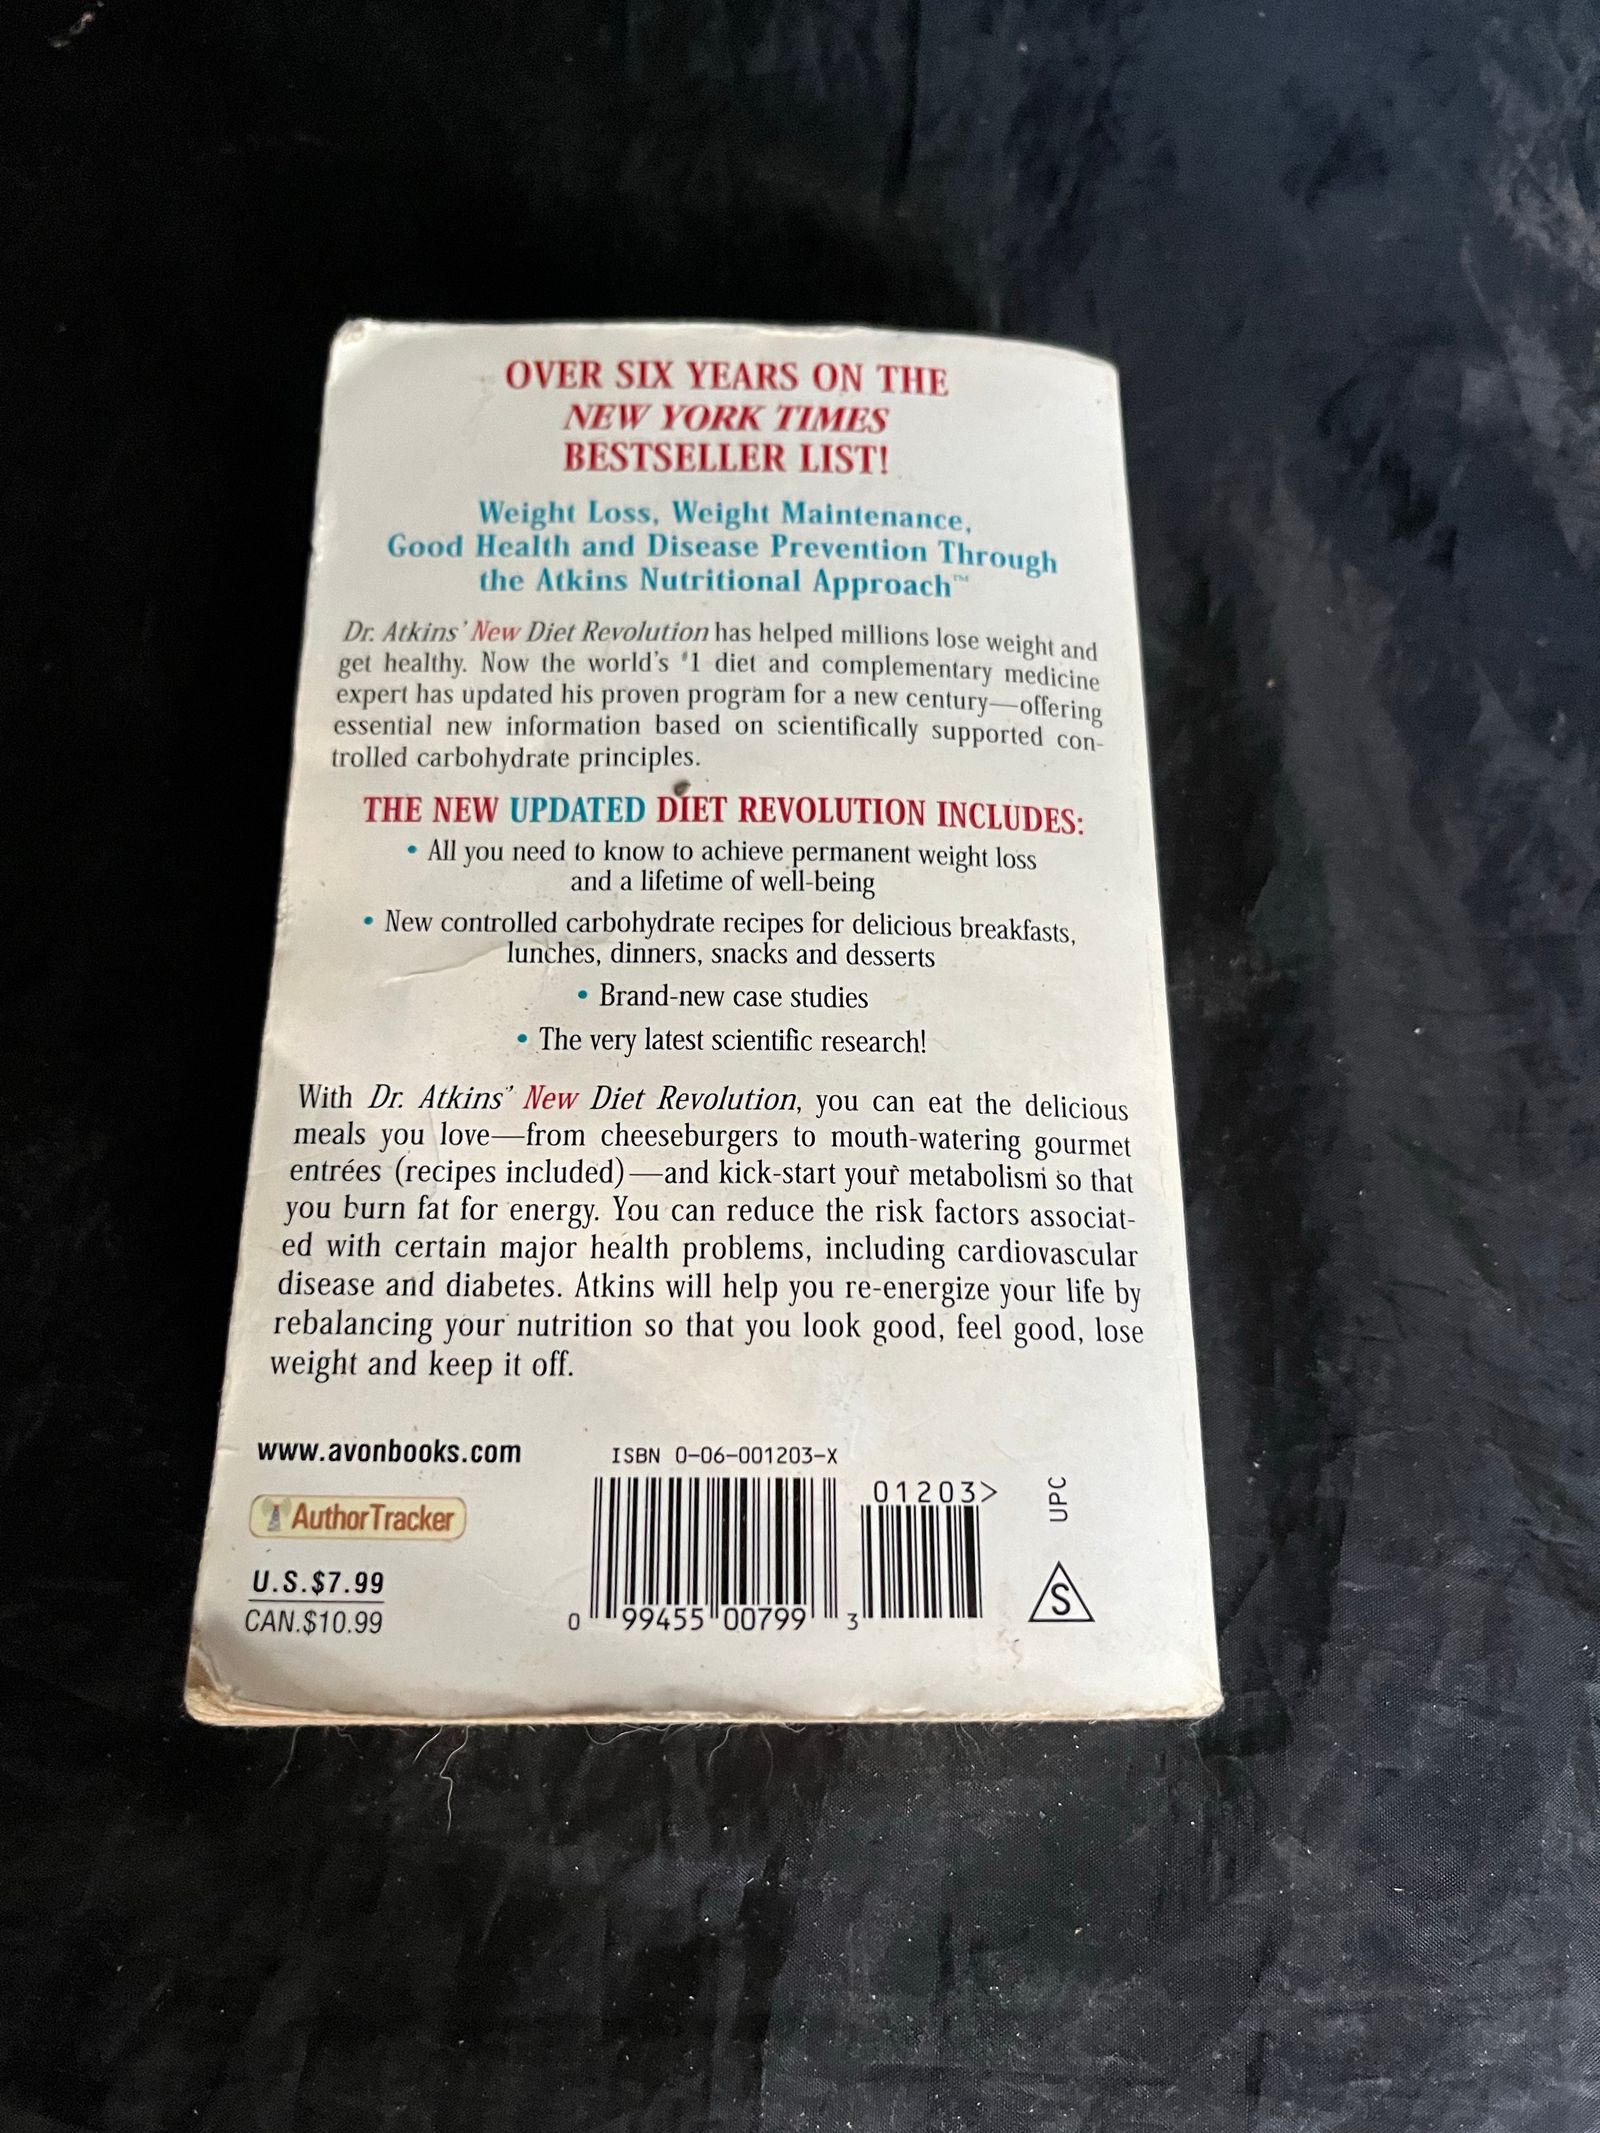 OVER SIX YEARS ON THE
NEW YORK TIMES
BESTSELLER LIST!
Weight Loss, Weight Maintenance,
Good Health and Disease Prevention Through
the Atkins Nutritional Approach™
Dr. Atkins' New Diet Revolution has helped millions lose weight and
get healthy. Now the world's #1 diet and complementary medicine
expert has updated his proven program for a new century—offering
essential new information based on scientifically supported con-
trolled carbohydrate principles.
THE NEW UPDATED DIET REVOLUTION INCLUDES:
• All you need to know to achieve permanent weight loss
and a lifetime of well-being
• New controlled carbohydrate recipes for delicious breakfasts,
lunches, dinners, snacks and desserts
• Brand-new case studies
• The very latest scientific research!
With Dr. Atkins' New Diet Revolution, you can eat the delicious
meals you love—from cheeseburgers to mouth-watering gourmet
entrées (recipes included)—and kick-start your metabolism so that
you burn fat for energy. You can reduce the risk factors associat-
ed with certain major health problems, including cardiovascular
disease and diabetes. Atkins will help you re-energize your life by
rebalancing your nutrition so that you look good, feel good, lose
weight and keep it off.
www.avonbooks.com
AuthorTracker
U.S.$7.99
CAN.$10.99
ISBN 0-06-001203-X
01203>
0 99455 00799 3
UPC
S